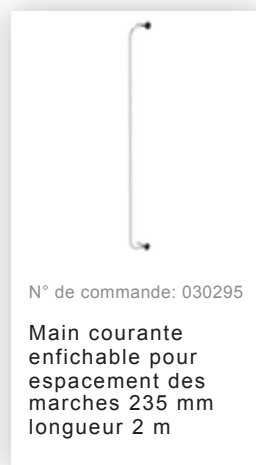 N° de commande: 030295
Main courante
enfichable pour
espacement des
marches 235 mm
longueur 2 m